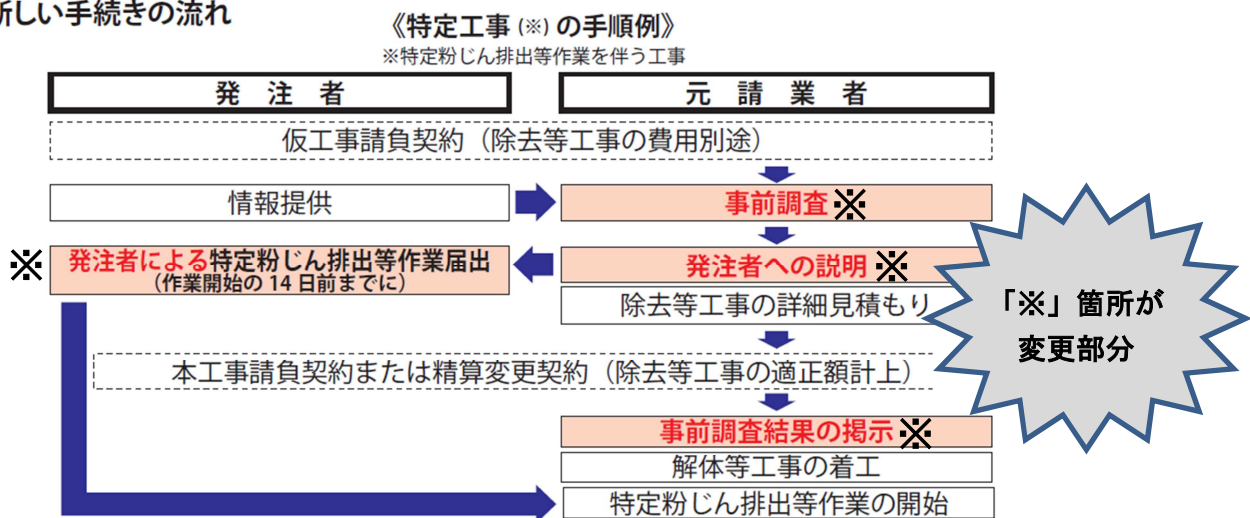 新しい手続きの流れ
《特定工事 (※) の手順例》
※特定粉じん排出等作業を伴う工事
発 注 者
元 請 業 者
仮工事請負契約（除去等工事の費用別途）
情報提供
事前調査※
※ 発注者による特定粉じん排出等作業届出
（作業開始の 14 日前までに）
発注者への説明※
除去等工事の詳細見積もり
「※」箇所が
変更部分
本工事請負契約または精算変更契約（除去等工事の適正額計上）
事前調査結果の掲示※
解体等工事の着工
特定粉じん排出等作業の開始